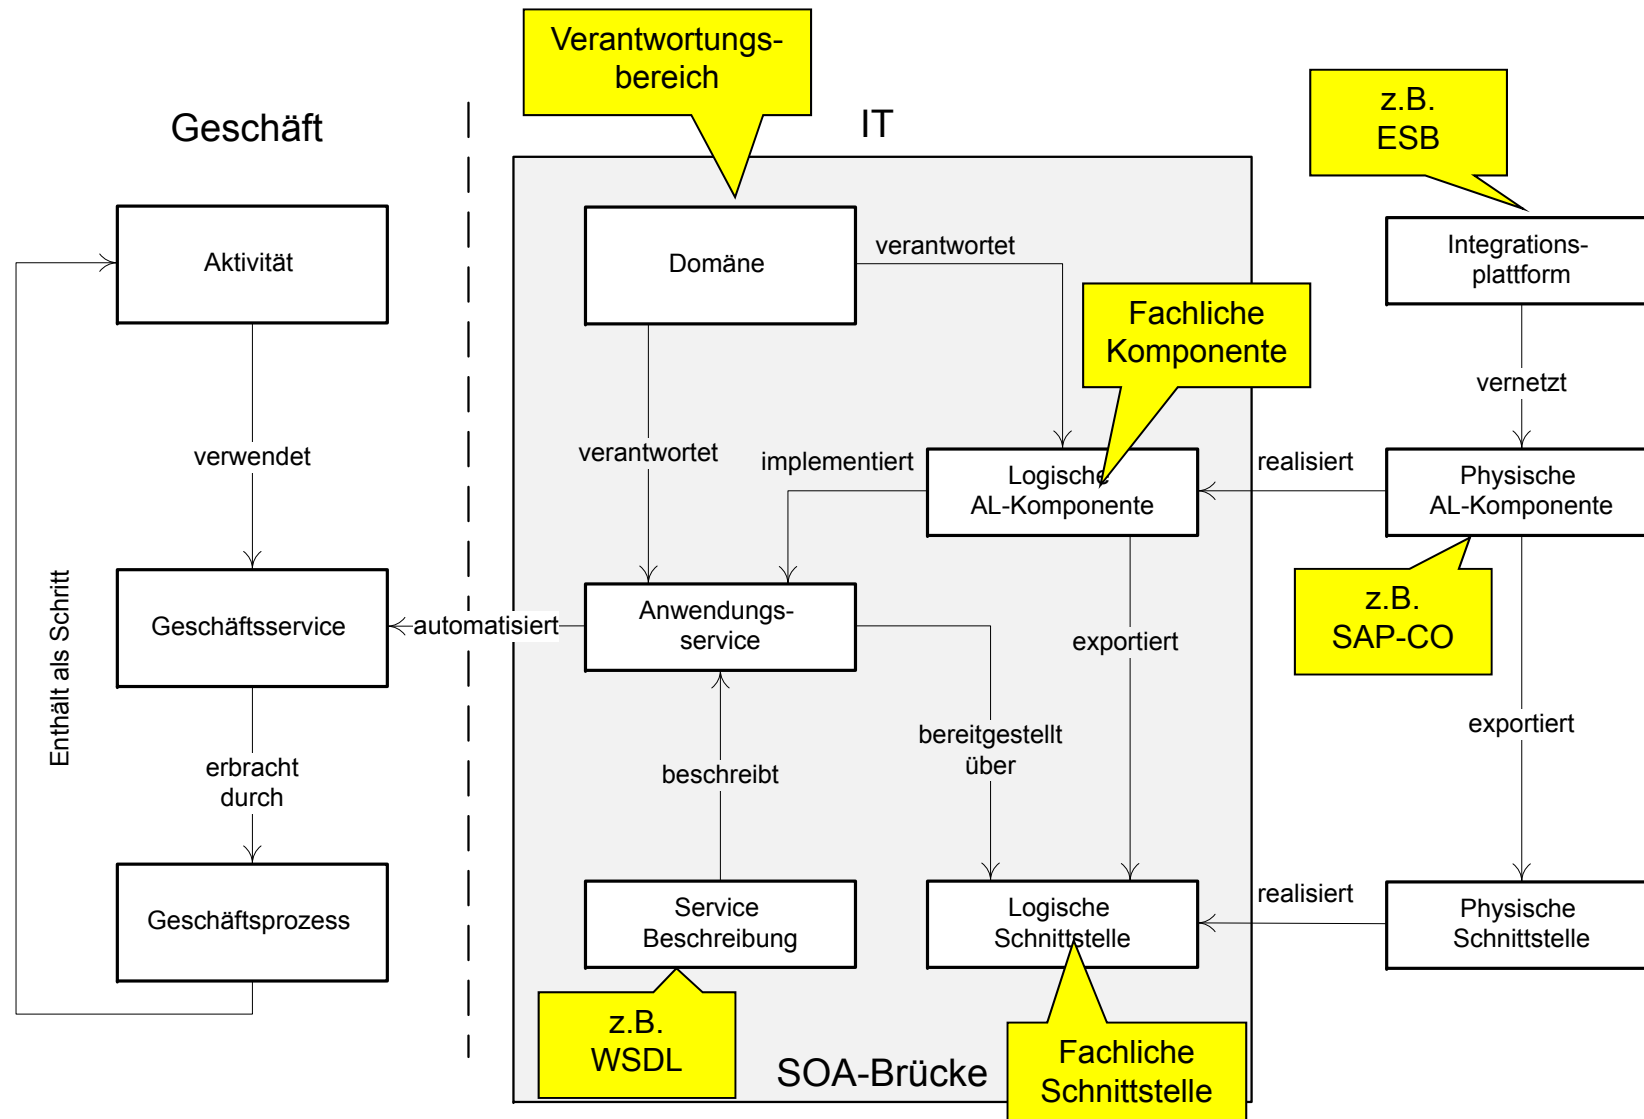 Verantwortungs-
bereich
z.B.
ESB
Geschäft
IT
Aktivität
Domäne
verantwortet
Integrations-
plattform
Fachliche
Komponente
vernetzt
verwendet
verantwortet
implementiert
Logische
AL-Komponente
realisiert
Physische
AL-Komponente
Enthält als Schritt
Geschäftsservice
automatisiert
Anwendungs-
service
exportiert
z.B.
SAP-CO
erbracht
durch
beschreibt
bereitgestellt
über
exportiert
Geschäftsprozess
Service
Beschreibung
Logische
Schnittstelle
realisiert
Physische
Schnittstelle
z.B.
WSDL
SOA-Brücke
Fachliche
Schnittstelle